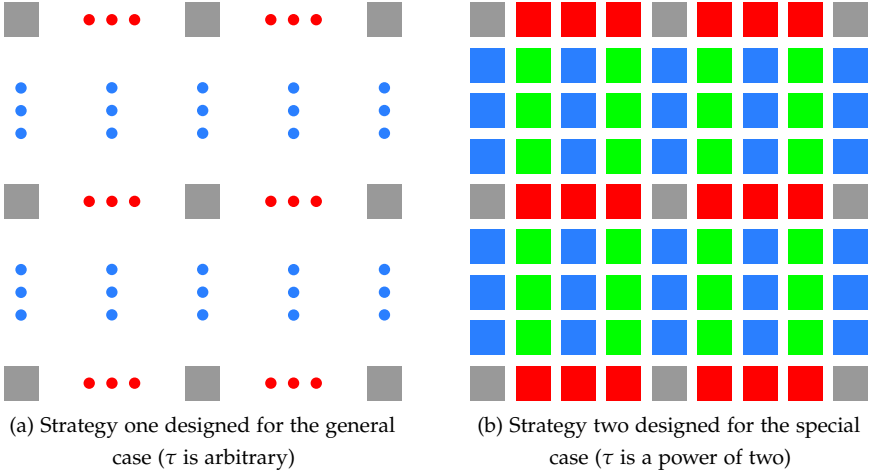 (a) Strategy one designed for the general
case (τ is arbitrary)
(b) Strategy two designed for the special
case (τ is a power of two)